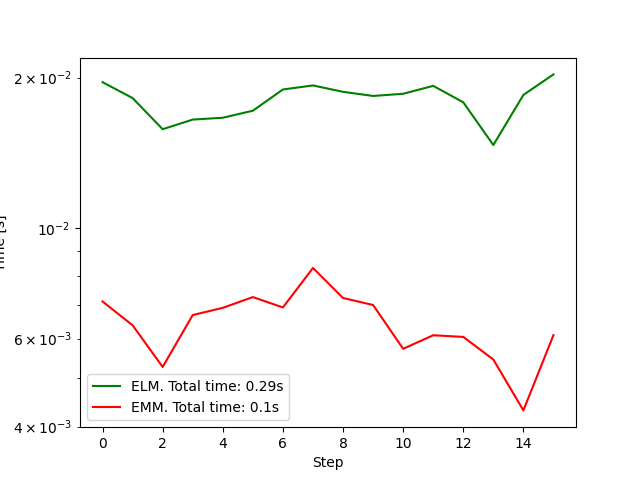 2 × 10⁻²
10⁻²
6 × 10⁻³
4 × 10⁻³
[s]
ELM. Total time: 0.29s
EMM. Total time: 0.1s
0 2 4 6 8 10 12 14
Step